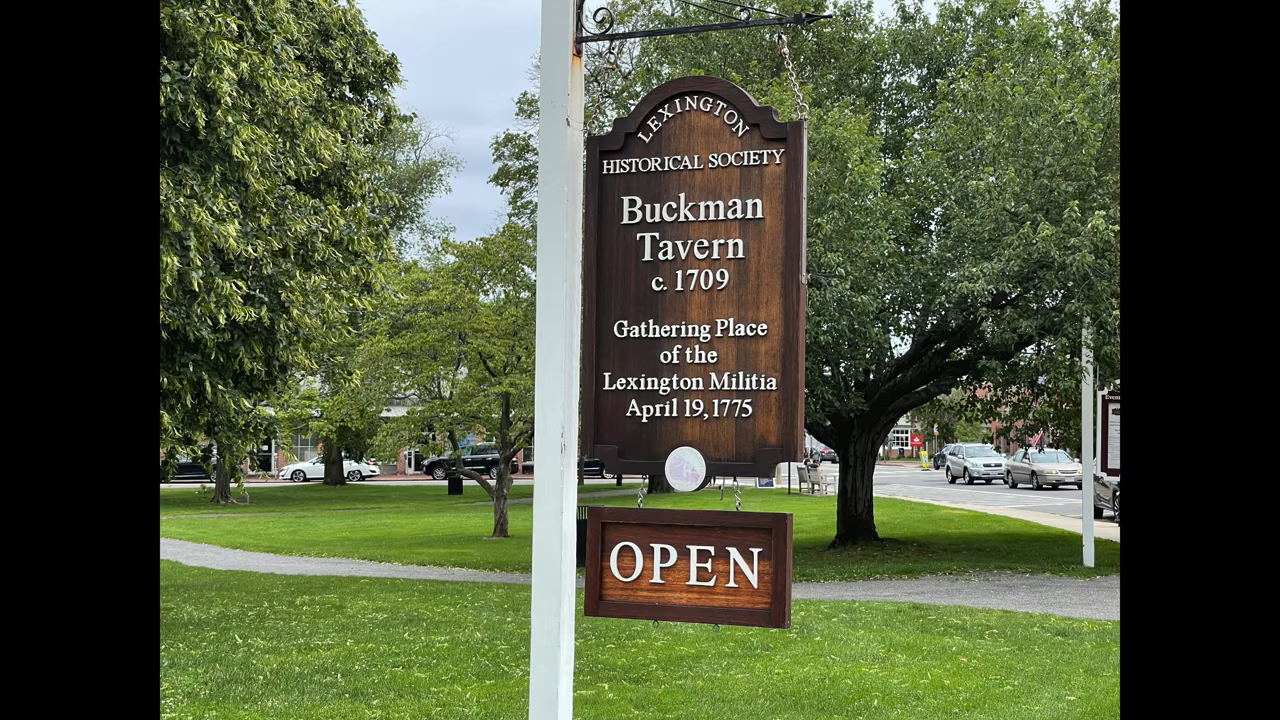 LEXINGTON
HISTORICAL SOCIETY
Buckman
Tavern
c. 1709
Gathering Place
of the
Lexington Militia
April 19, 1775
OPEN